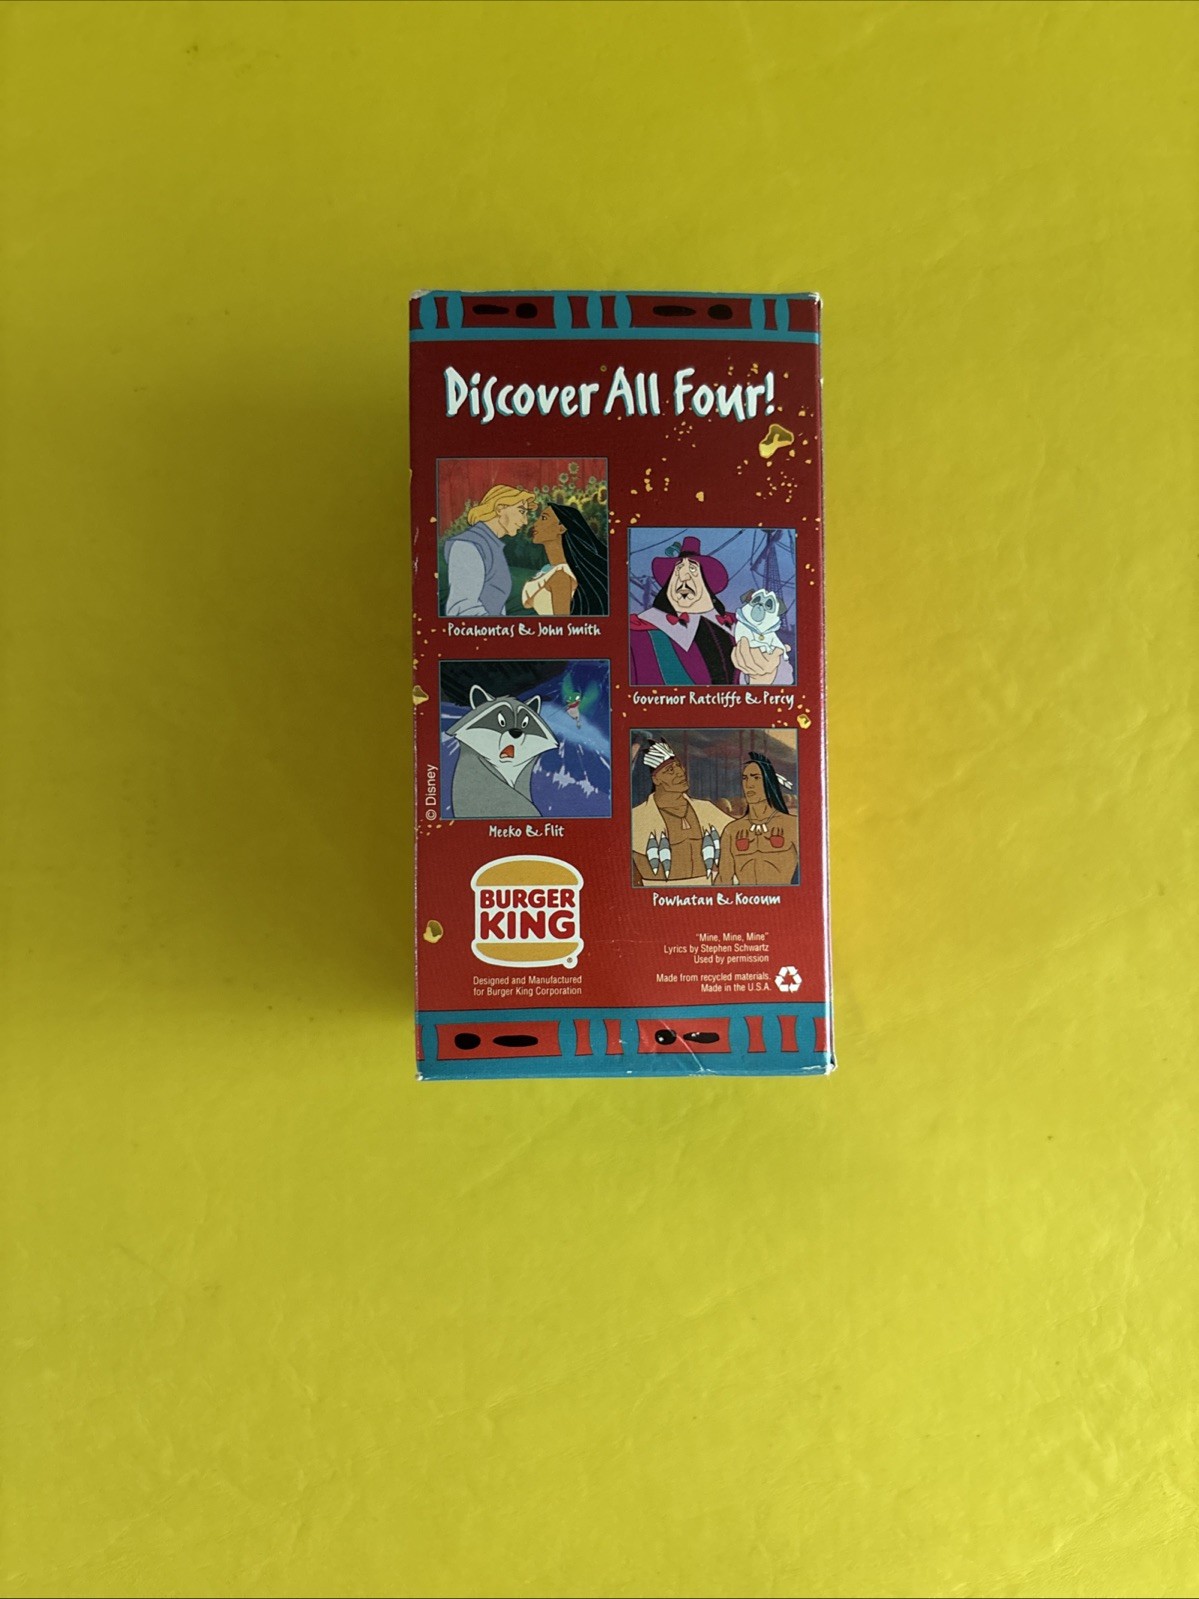 Discover All Four!
Pocahontas & John Smith
Governor Ratcliffe & Percy
Meeko & Flit
Powhatan & Kocoum
© Disney
BURGER
KING
®
Designed and Manufactured
for Burger King Corporation
"Mine, Mine, Mine"
Lyrics by Stephen Schwartz
Used by permission
Made from recycled materials.
Made in the U.S.A.